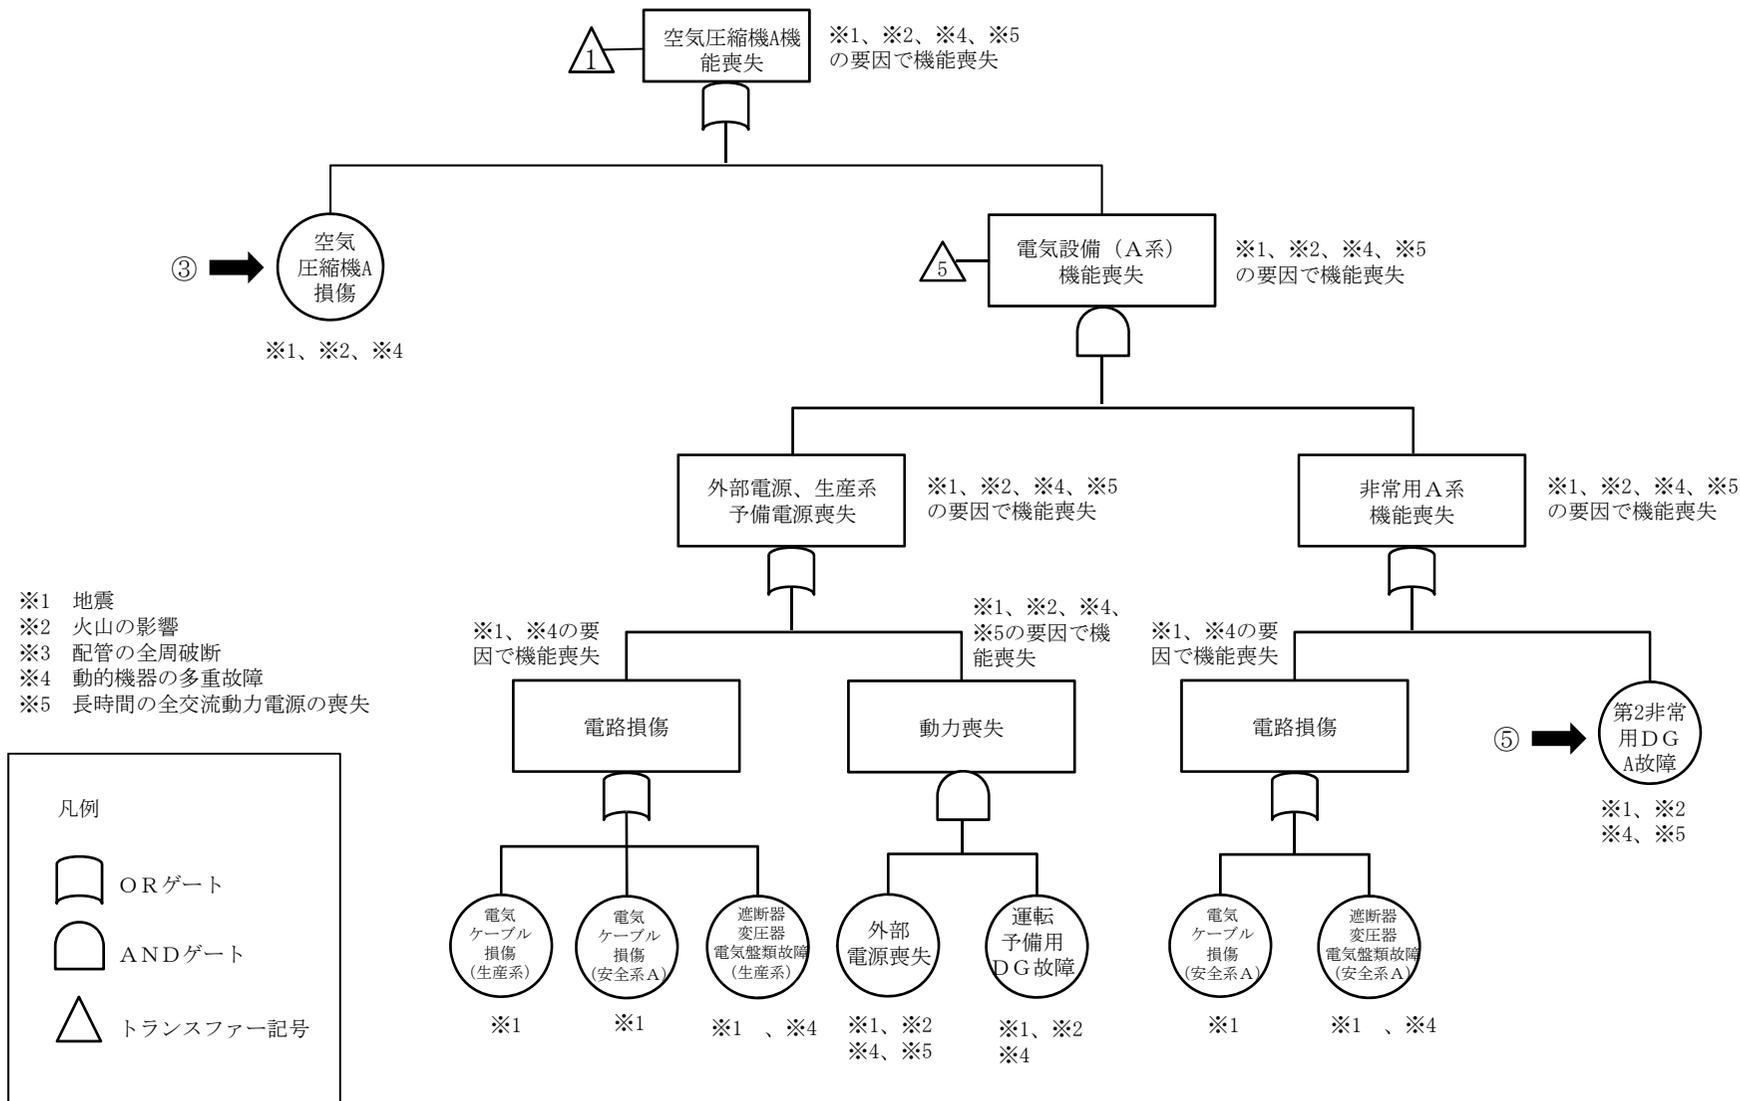 1
空気圧縮機A機
能喪失
※1、※2、※4、※5
の要因で機能喪失
③
空気
圧縮機A
損傷
※1、※2、※4
5
電気設備（Ａ系）
機能喪失
※1、※2、※4、※5
の要因で機能喪失
外部電源、生産系
予備電源喪失
※1、※2、※4、※5
の要因で機能喪失
非常用Ａ系
機能喪失
※1、※2、※4、※5
の要因で機能喪失
※1　地震
※2　火山の影響
※3　配管の全周破断
※4　動的機器の多重故障
※5　長時間の全交流動力電源の喪失
※1、※4の要
因で機能喪失
電路損傷
※1、※2、※4、
※5の要因で機
能喪失
動力喪失
※1、※4の要
因で機能喪失
電路損傷
⑤
第2非常
用ＤＧ
A故障
※1、※2
※4、※5
電気
ケーブル
損傷
（生産系）
※1
電気
ケーブル
損傷
（安全系Ａ）
※1
遮断器
変圧器
電気盤類故障
（生産系）
※1　、※4
外部
電源喪失
※1、※2
※4、※5
運転
予備用
ＤＧ故障
※1、※2
※4
電気
ケーブル
損傷
（安全系Ａ）
※1
遮断器
変圧器
電気盤類故障
（安全系Ａ）
※1　、※4
凡例
ＯＲゲート
ＡＮＤゲート
トランスファー記号